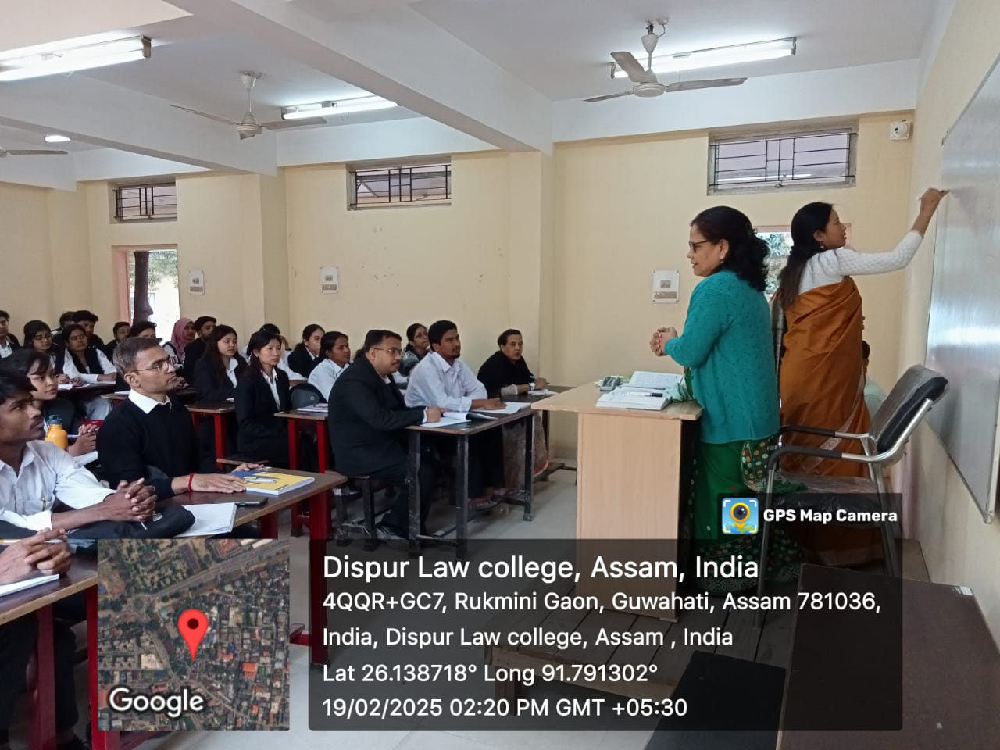 GPS Map Camera
Dispur Law college, Assam, India
4QQR+GC7, Rukmini Gaon, Guwahati, Assam 781036,
India, Dispur Law college, Assam , India
Lat 26.138718° Long 91.791302°
19/02/2025 02:20 PM GMT +05:30
Google